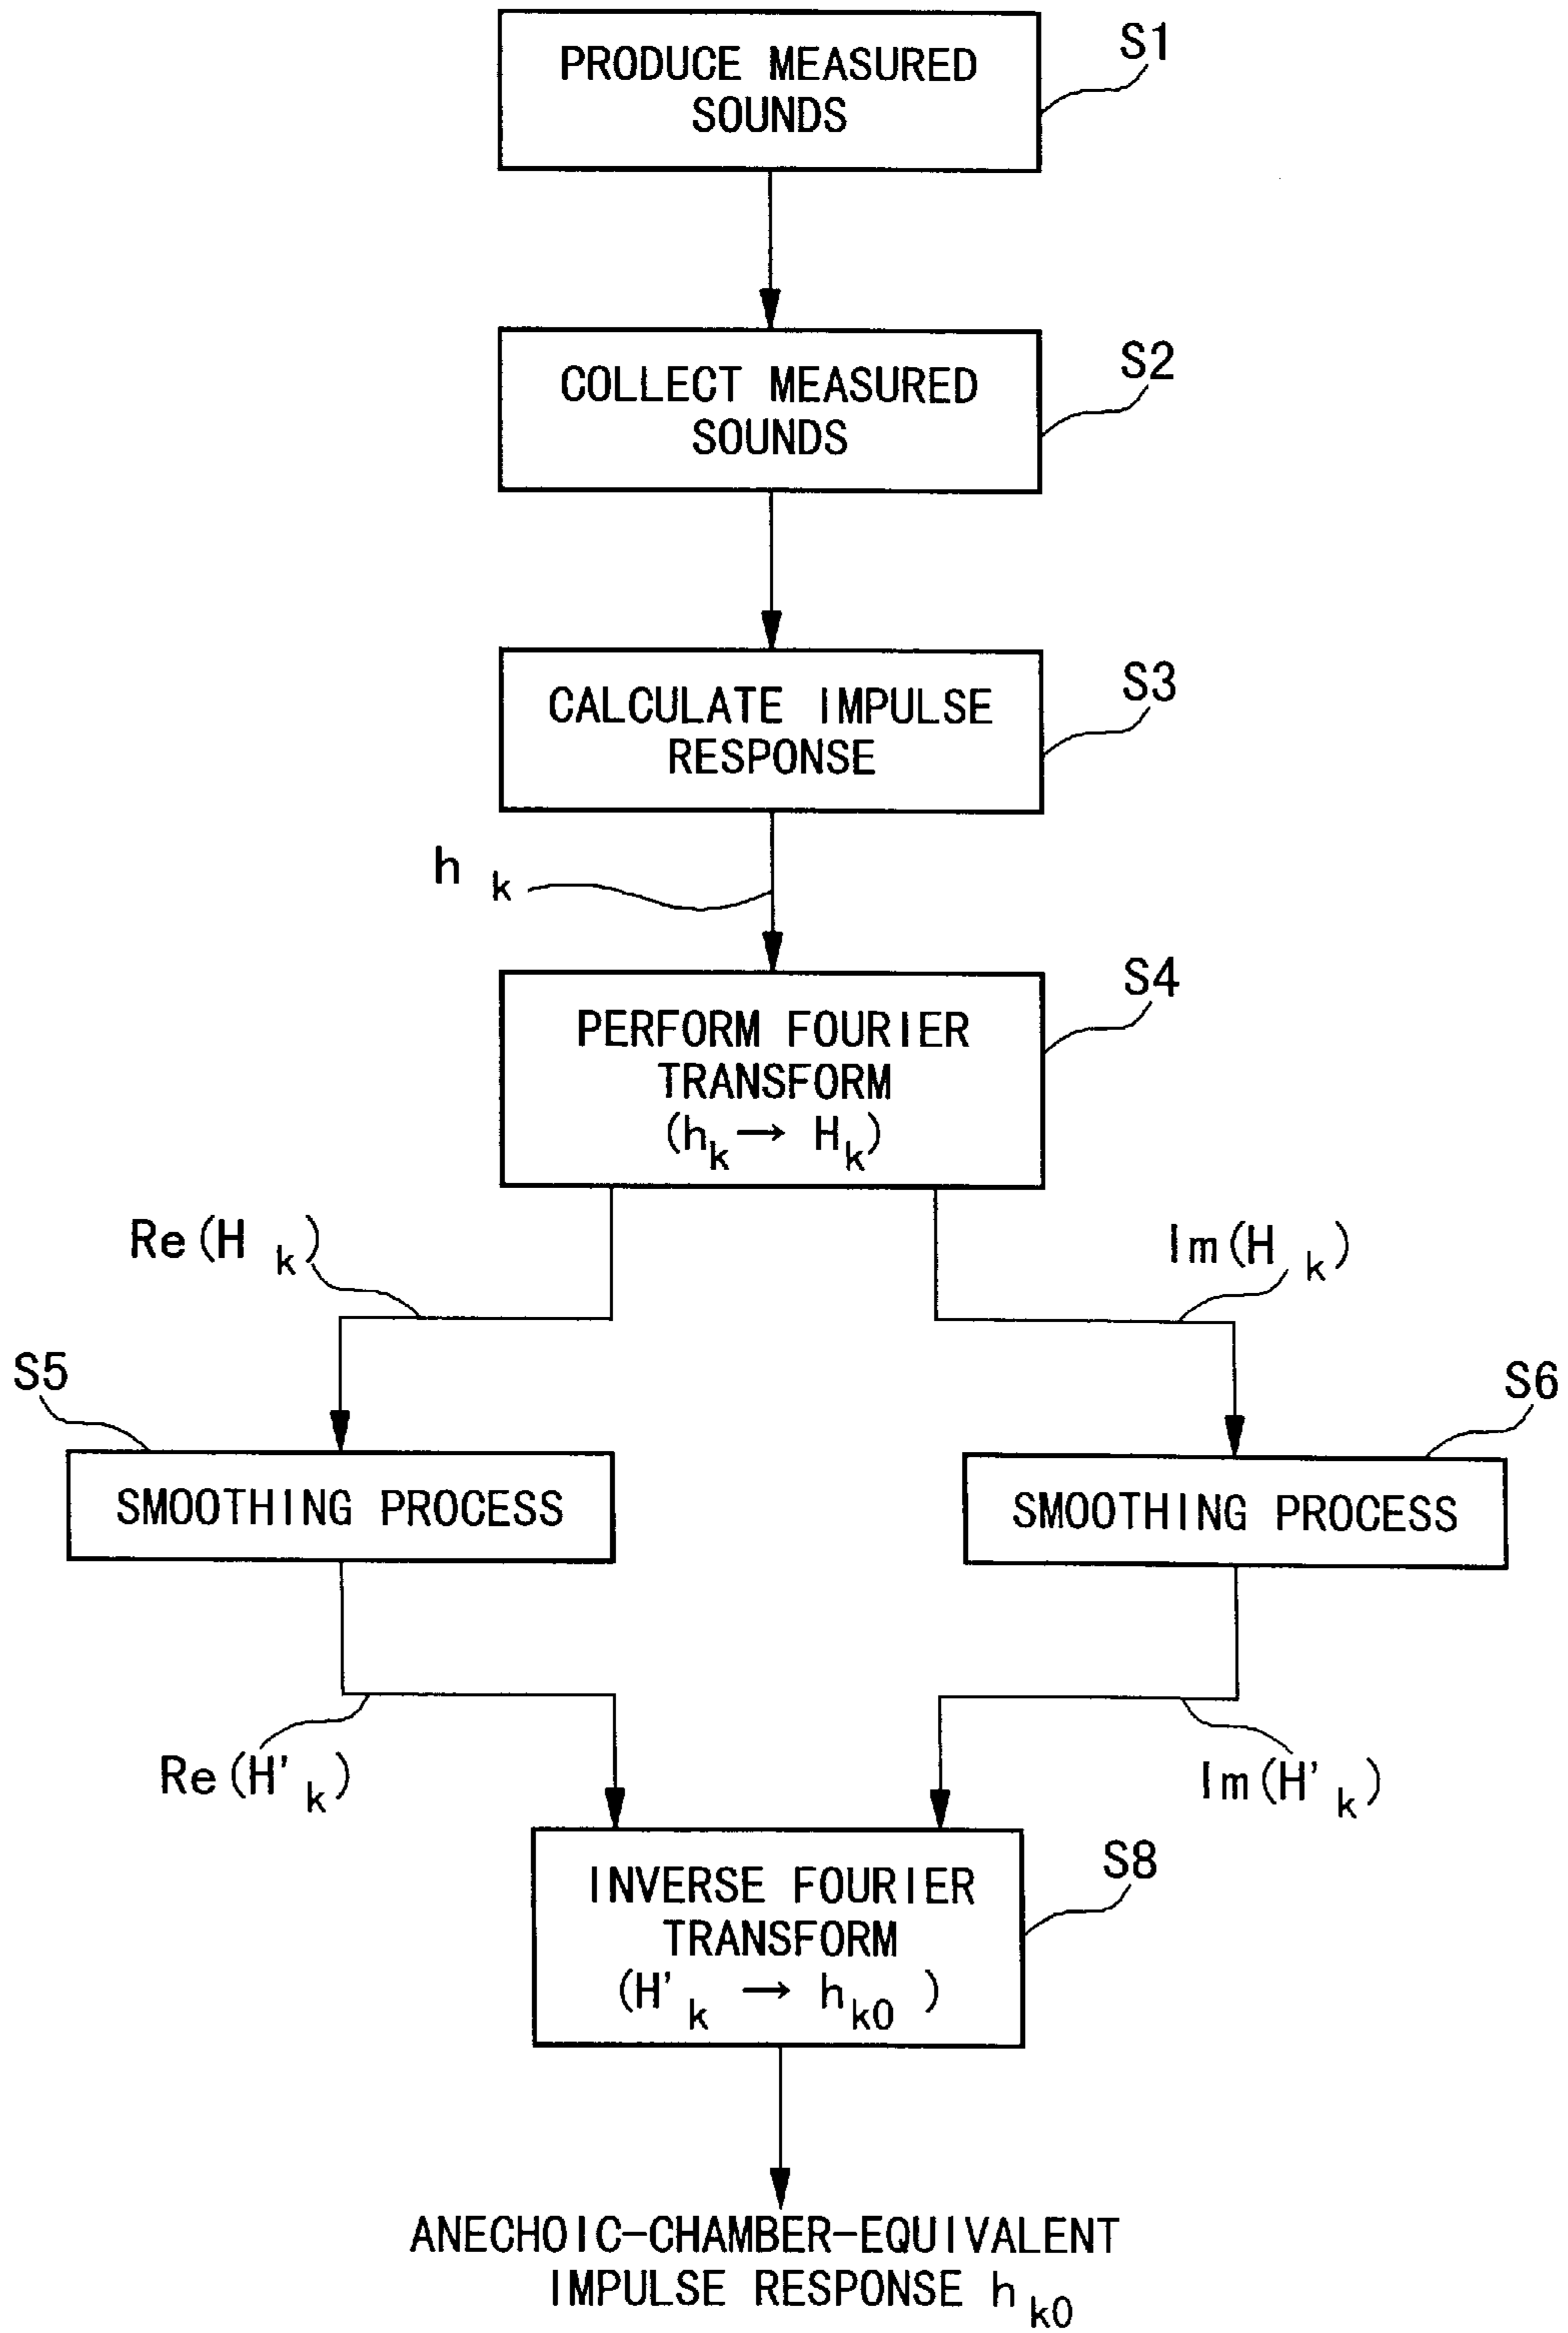 PRODUCE MEASURED
SOUNDS
S1
COLLECT MEASURED
SOUNDS
S2
CALCULATE IMPULSE
RESPONSE
S3
h k
PERFORM FOURIER
TRANSFORM
(hk → Hk)
S4
Re(H k)
Im(H k)
S5
S6
SMOOTHING PROCESS
SMOOTHING PROCESS
Re(H'k)
Im(H'k)
INVERSE FOURIER
TRANSFORM
(H'k → hk0 )
S8
ANECHOIC-CHAMBER-EQUIVALENT
IMPULSE RESPONSE hk0